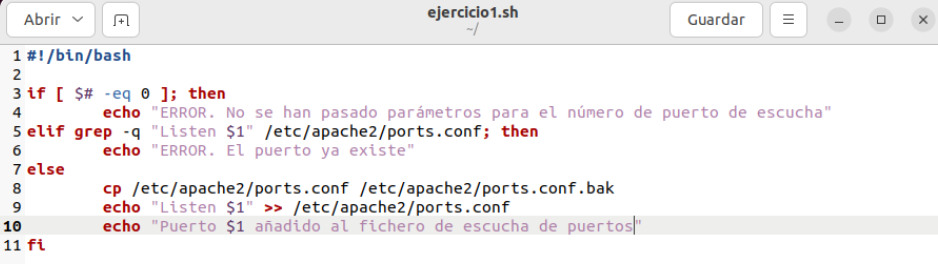 Abrir
ejercicio1.sh
~/
Guardar
1 #!/bin/bash
2
3 if [ $# -eq 0 ]; then
4         echo "ERROR. No se han pasado parámetros para el número de puerto de escucha"
5 elif grep -q "Listen $1" /etc/apache2/ports.conf; then
6         echo "ERROR. El puerto ya existe"
7 else
8         cp /etc/apache2/ports.conf /etc/apache2/ports.conf.bak
9         echo "Listen $1" >> /etc/apache2/ports.conf
10         echo "Puerto $1 añadido al fichero de escucha de puertos"
11 fi